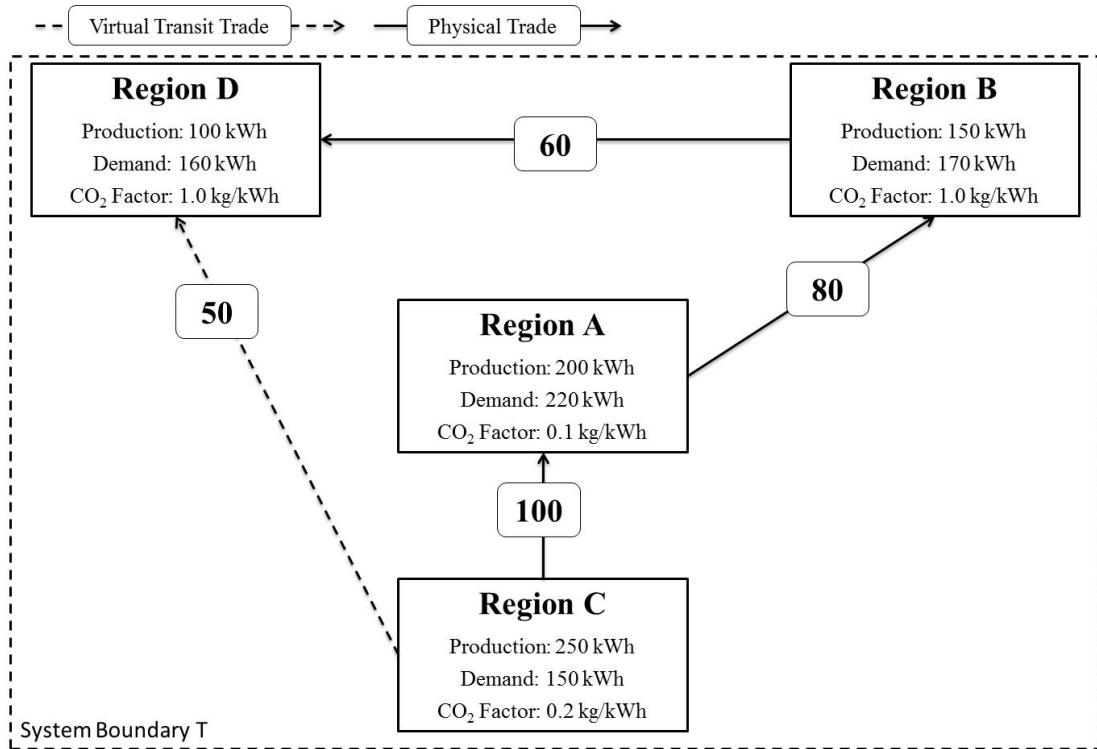 Virtual Transit Trade
Physical Trade
Region D
Production: 100 kWh
Demand: 160 kWh
CO₂ Factor: 1.0 kg/kWh
60
Region B
Production: 150 kWh
Demand: 170 kWh
CO₂ Factor: 1.0 kg/kWh
50
80
Region A
Production: 200 kWh
Demand: 220 kWh
CO₂ Factor: 0.1 kg/kWh
100
Region C
Production: 250 kWh
Demand: 150 kWh
CO₂ Factor: 0.2 kg/kWh
System Boundary T